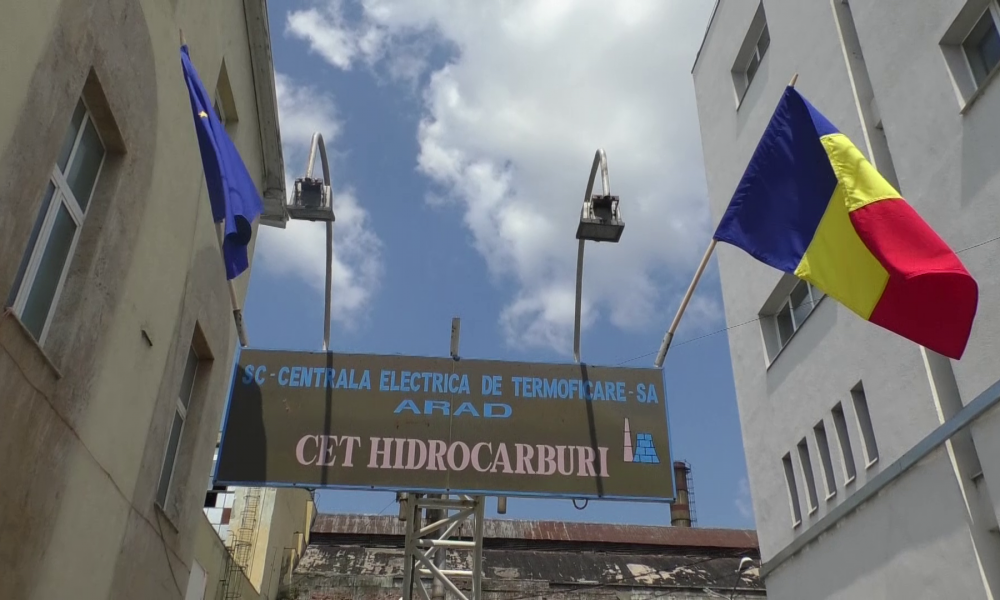 SC - CENTRALA ELECTRICA DE TERMOFICARE - SA
ARAD
CET HIDROCARBURI